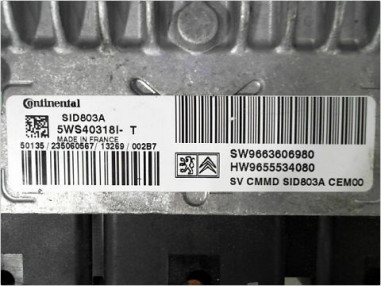 Continental
SID803A
5WS40318I- T
MADE IN FRANCE
50135 / 235060567 / 13269 / 002B7
SW9663606980
HW9655534080
SV CMMD SID803A CEM00